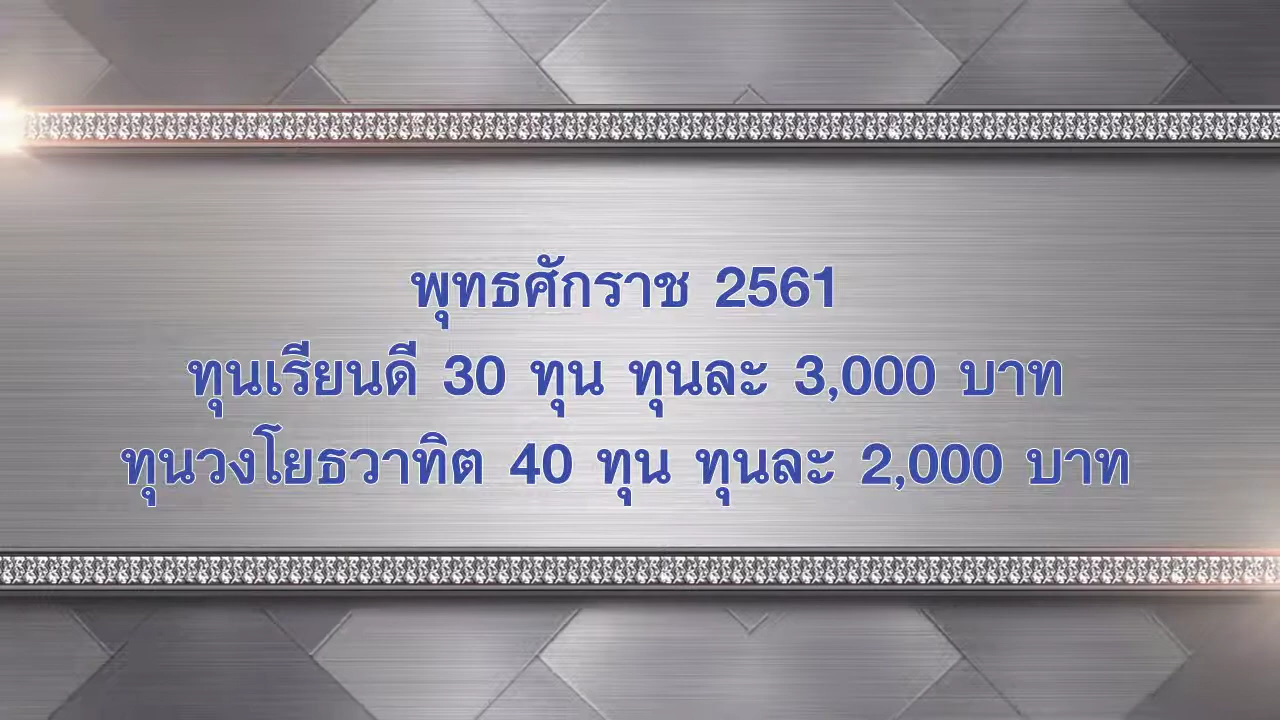 พุทธศักราช 2561
ทุนเรียนดี 30 ทุน ทุนละ 3,000 บาท
ทุนวงโยธวาทิต 40 ทุน ทุนละ 2,000 บาท